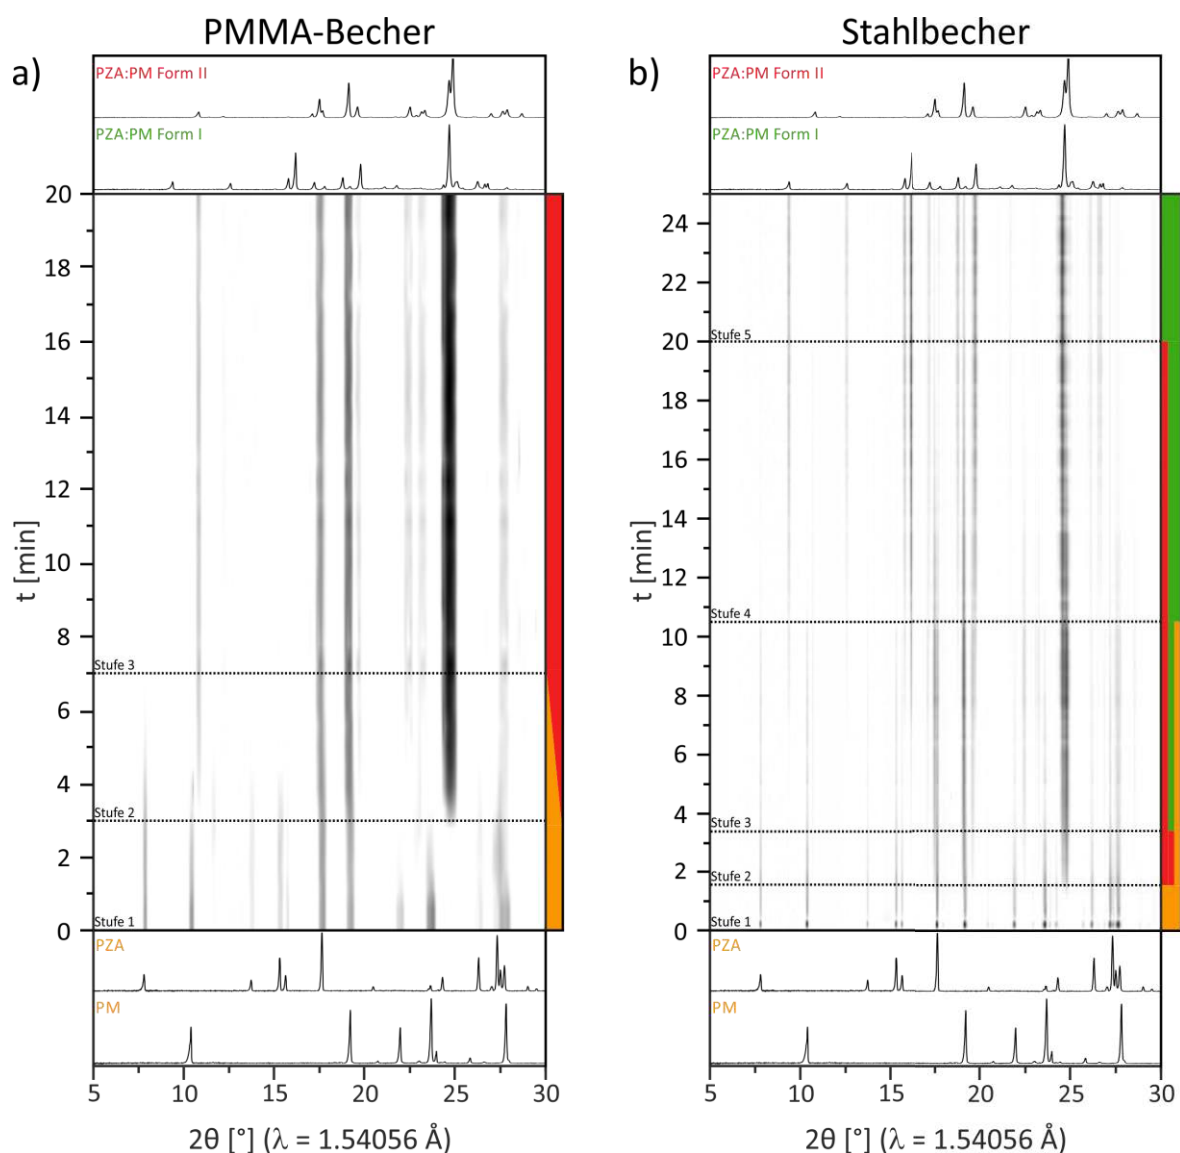 PMMA-Becher
a)
PZA:PM Form II
PZA:PM Form I
20
18
16
14
12
10
8
6
4
2
0
t [min]
Stufe 3
Stufe 2
Stufe 1
PZA
PM
5 10 15 20 25 30
2θ [°] (λ = 1.54056 Å)
Stahlbecher
b)
PZA:PM Form II
PZA:PM Form I
24
22
20
18
16
14
12
10
8
6
4
2
0
t [min]
Stufe 5
Stufe 4
Stufe 3
Stufe 2
Stufe 1
PZA
PM
5 10 15 20 25 30
2θ [°] (λ = 1.54056 Å)